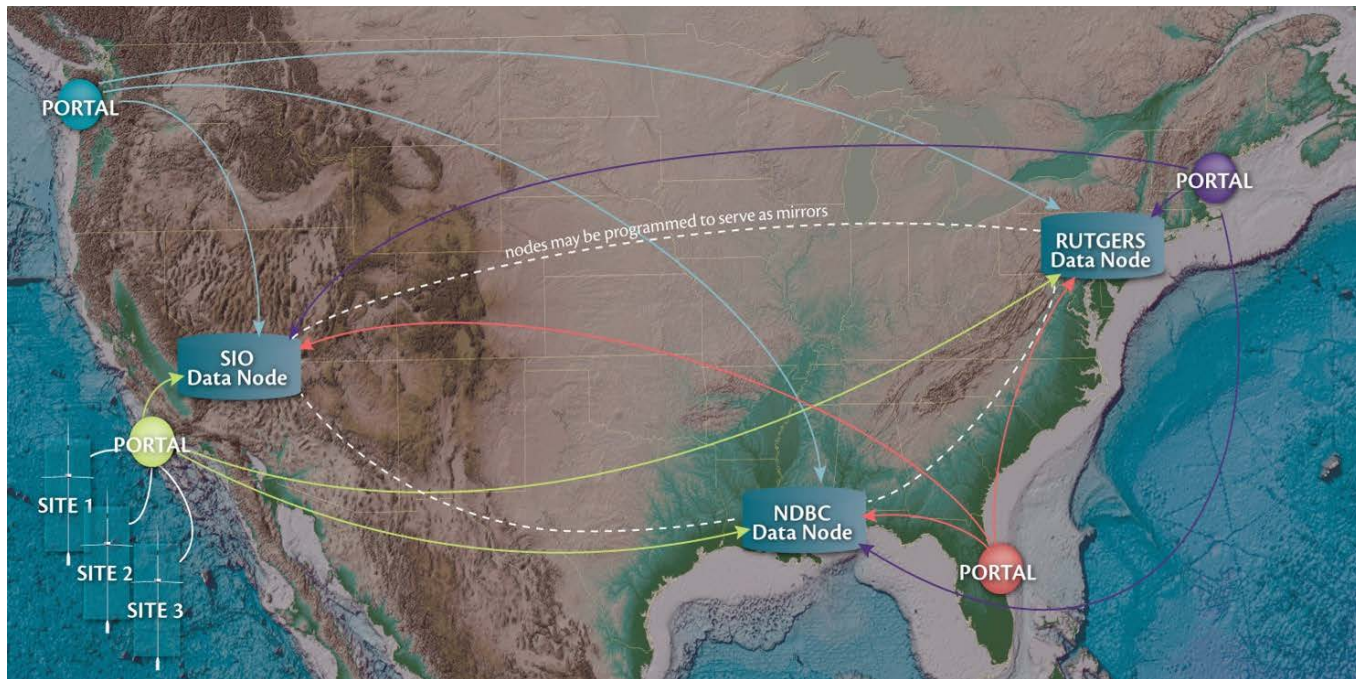 PORTAL
PORTAL
nodes may be programmed to serve as mirrors
RUTGERS
Data Node
SIO
Data Node
PORTAL
SITE 1
NDBC
Data Node
SITE 2
PORTAL
SITE 3